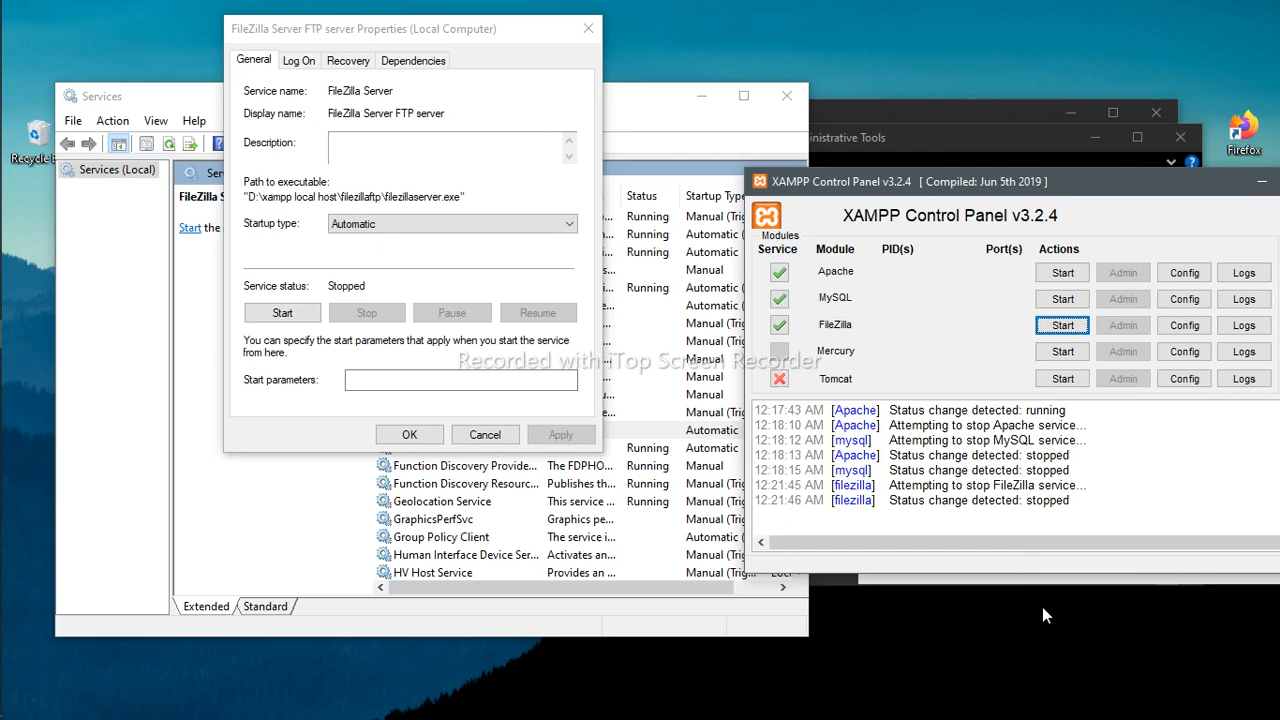 FileZilla Server FTP server Properties (Local Computer)
General Log On Recovery Dependencies
Service name: FileZilla Server
Display name: FileZilla Server FTP server
Description:
Path to executable:
"D:\xampp local host\filezillaftp\filezillaserver.exe"
Startup type: Automatic
Service status: Stopped
Start Stop Pause Resume
You can specify the start parameters that apply when you start the service
from here.
Start parameters:
OK Cancel Apply
Services
File Action View Help
Services (Local)
FileZilla S
Start the
Status Startup Type
Running Manual (Trig
Running Automatic (
Running Automatic (
Manual
Running Automatic (
Automatic
Running Automatic
Function Discovery Provide... The FDPHO... Running Manual
Function Discovery Resourc... Publishes th... Running Manual (Trig
Geolocation Service This service ... Running Manual (Trig
GraphicsPerfSvc Graphics pe... Manual (Trig
Group Policy Client The service i... Automatic (
Human Interface Device Ser... Activates an... Manual (Trig
HV Host Service Provides an ... Manual (Trig...
Extended Standard
Recycle
Firefox
ministrative Tools
XAMPP Control Panel v3.2.4 [ Compiled: Jun 5th 2019 ]
XAMPP Control Panel v3.2.4
Modules
Service Module PID(s) Port(s) Actions
Apache Start Admin Config Logs
MySQL Start Admin Config Logs
FileZilla Start Admin Config Logs
Mercury Start Admin Config Logs
Tomcat Start Admin Config Logs
12:17:43 AM [Apache] Status change detected: running
12:18:10 AM [Apache] Attempting to stop Apache service...
12:18:12 AM [mysql] Attempting to stop MySQL service...
12:18:13 AM [Apache] Status change detected: stopped
12:18:15 AM [mysql] Status change detected: stopped
12:21:45 AM [filezilla] Attempting to stop FileZilla service...
12:21:46 AM [filezilla] Status change detected: stopped
Recorded with iTop Screen Recorder